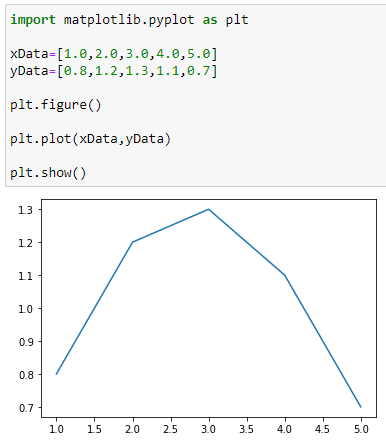 import matplotlib.pyplot as plt
xData=[1.0,2.0,3.0,4.0,5.0]
yData=[0.8,1.2,1.3,1.1,0.7]
plt.figure()
plt.plot(xData,yData)
plt.show()
1.3
1.2
1.1
1.0
0.9
0.8
0.7
1.0 1.5 2.0 2.5 3.0 3.5 4.0 4.5 5.0